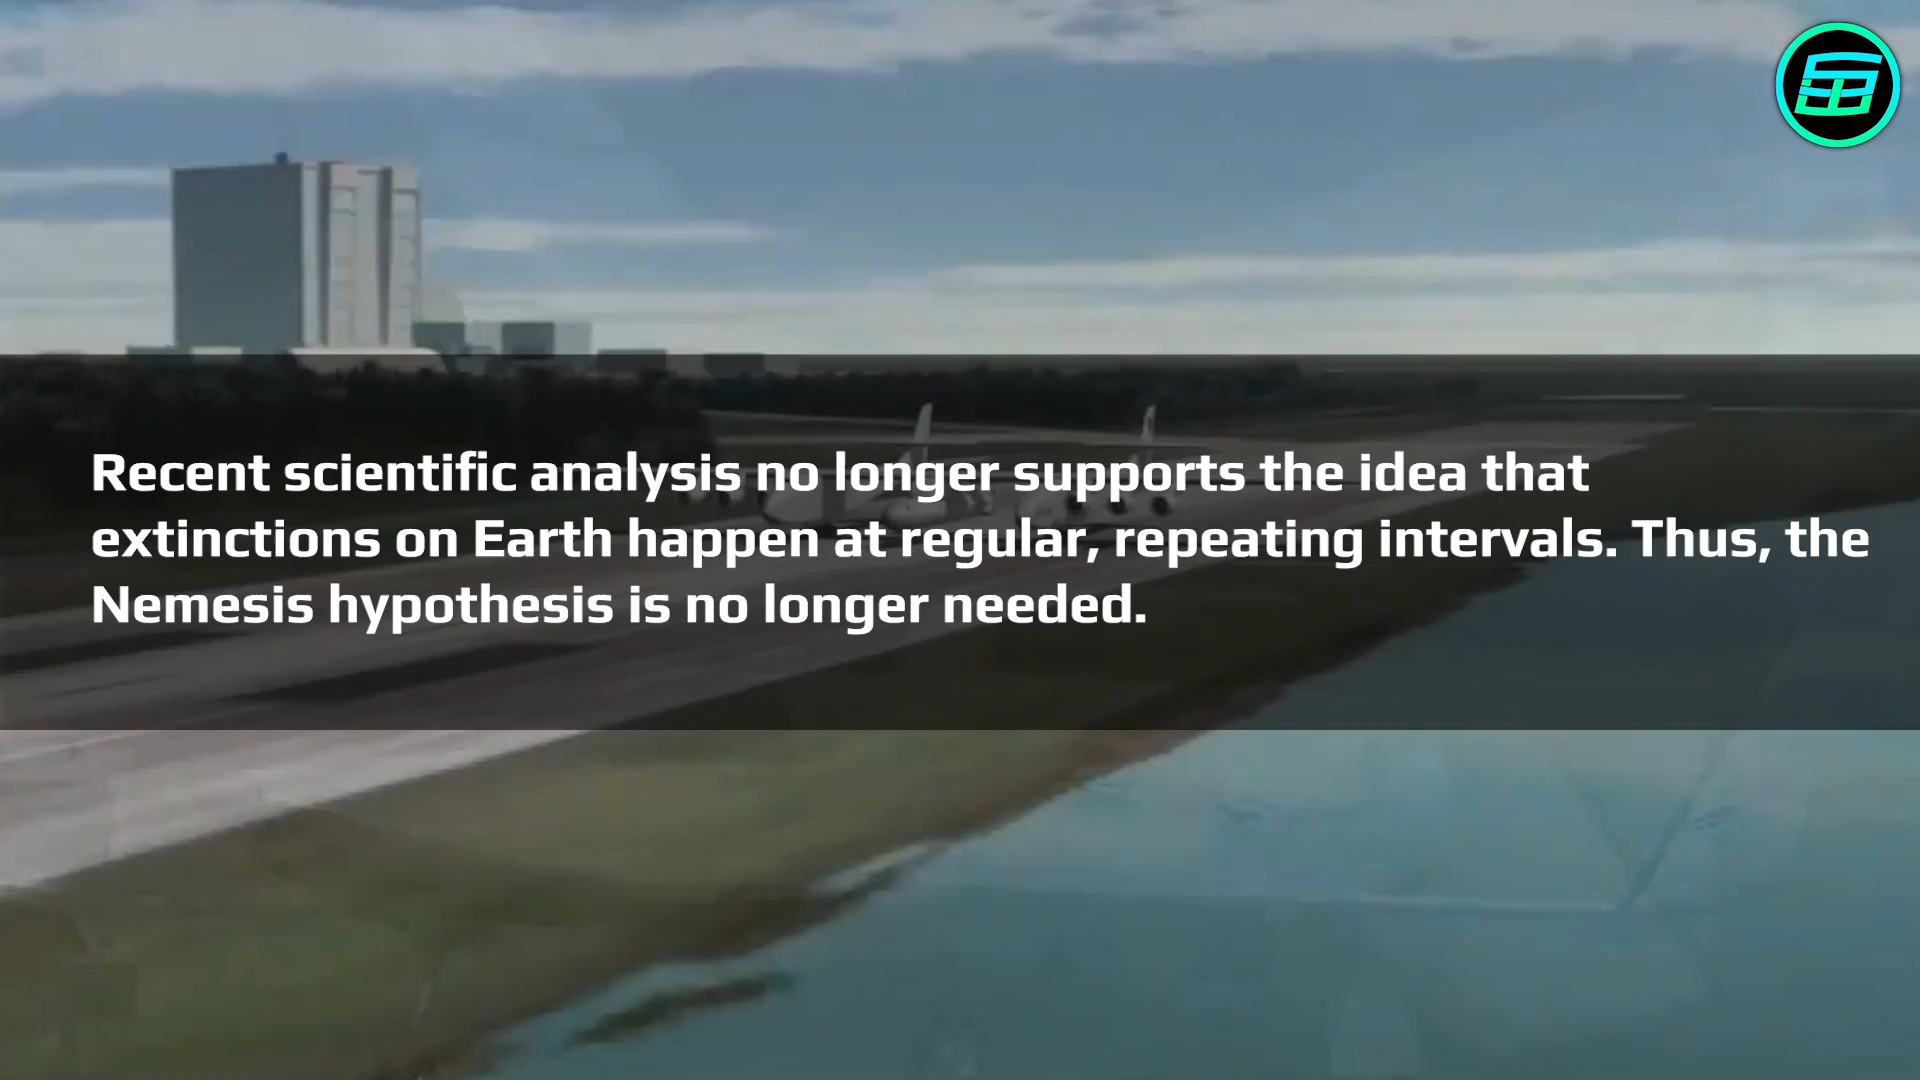 Recent scientific analysis no longer supports the idea that
extinctions on Earth happen at regular, repeating intervals. Thus, the
Nemesis hypothesis is no longer needed.